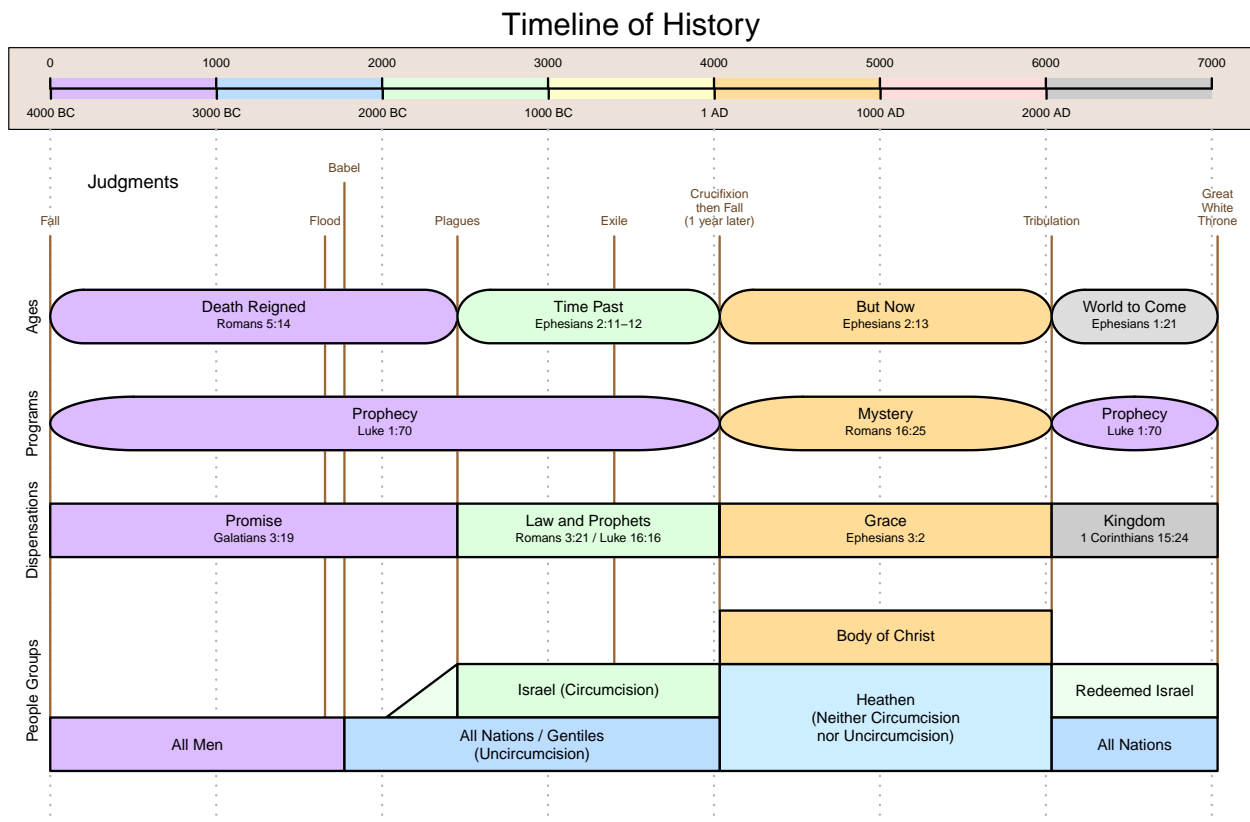 Timeline of History
0 1000 2000 3000 4000 5000 6000 7000
4000 BC 3000 BC 2000 BC 1000 BC 1 AD 1000 AD 2000 AD
Judgments
Fall
Flood
Babel
Plagues
Exile
Crucifixion
then Fall
(1 year later)
Tribulation
Great
White
Throne
Ages
Death Reigned
Romans 5:14
Time Past
Ephesians 2:11–12
But Now
Ephesians 2:13
World to Come
Ephesians 1:21
Programs
Prophecy
Luke 1:70
Mystery
Romans 16:25
Prophecy
Luke 1:70
Dispensations
Promise
Galatians 3:19
Law and Prophets
Romans 3:21 / Luke 16:16
Grace
Ephesians 3:2
Kingdom
1 Corinthians 15:24
People Groups
Body of Christ
Israel (Circumcision)
Heathen
(Neither Circumcision
nor Uncircumcision)
Redeemed Israel
All Men
All Nations / Gentiles
(Uncircumcision)
All Nations